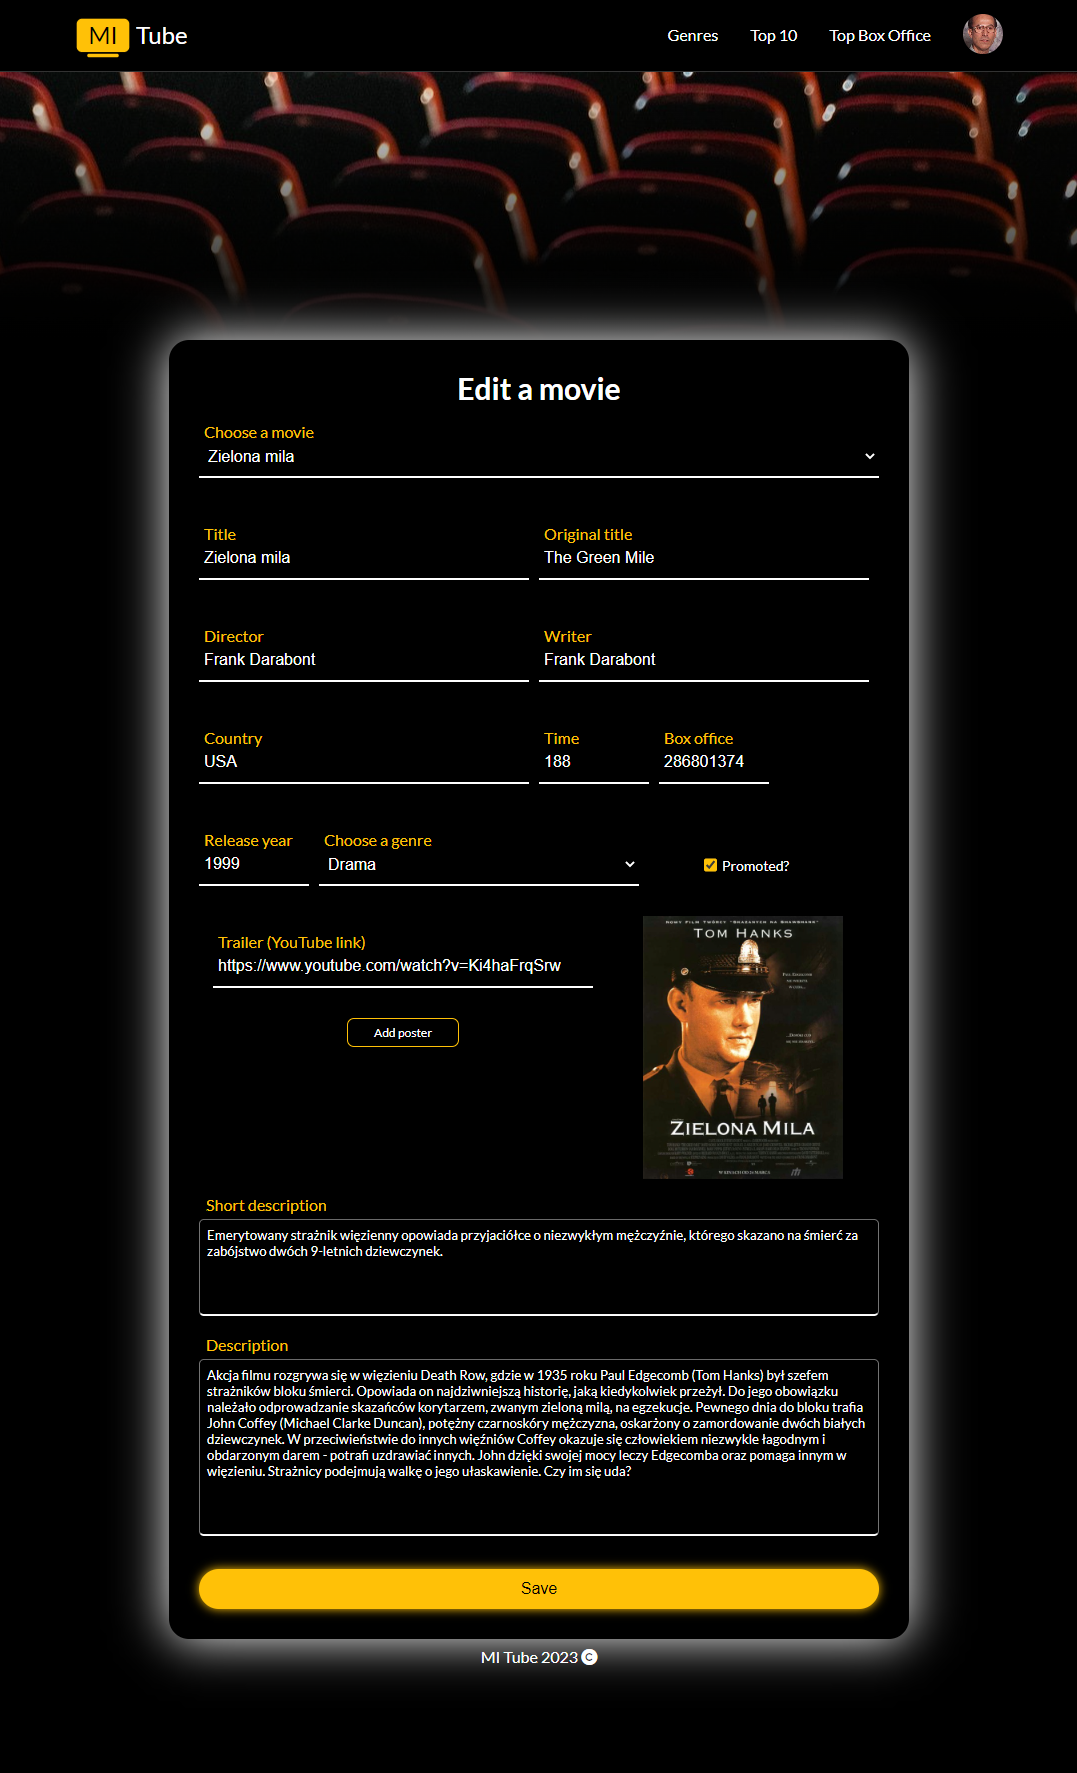 MI Tube
Genres
Top 10
Top Box Office
Edit a movie
Choose a movie
Zielona mila
Title
Original title
Zielona mila
The Green Mile
Director
Writer
Frank Darabont
Frank Darabont
Country
Time
Box office
USA
188
286801374
Release year
Choose a genre
1999
Drama
Promoted?
Trailer (YouTube link)
https://www.youtube.com/watch?v=Ki4haFrqSrw
Add poster
TOM HANKS
ZIELONA MILA
Short description
Emerytowany strażnik więzienny opowiada przyjaciółce o niezwykłym mężczyźnie, którego skazano na śmierć za
zabójstwo dwóch 9-letnich dziewczynek.
Description
Akcja filmu rozgrywa się w więzieniu Death Row, gdzie w 1935 roku Paul Edgecomb (Tom Hanks) był szefem
strażników bloku śmierci. Opowiada on najdziwniejszą historię, jaką kiedykolwiek przeżył. Do jego obowiązku
należało odprowadzanie skazańców korytarzem, zwanym zieloną milą, na egzekucje. Pewnego dnia do bloku trafia
John Coffey (Michael Clarke Duncan), potężny czarnoskóry mężczyzna, oskarżony o zamordowanie dwóch białych
dziewczynek. W przeciwieństwie do innych więźniów Coffey okazuje się człowiekiem niezwykle łagodnym i
obdarzonym darem - potrafi uzdrawiać innych. John dzięki swojej mocy leczy Edgecomba oraz pomaga innym w
więzieniu. Strażnicy podejmują walkę o jego ułaskawienie. Czy im się uda?
Save
MI Tube 2023 ©